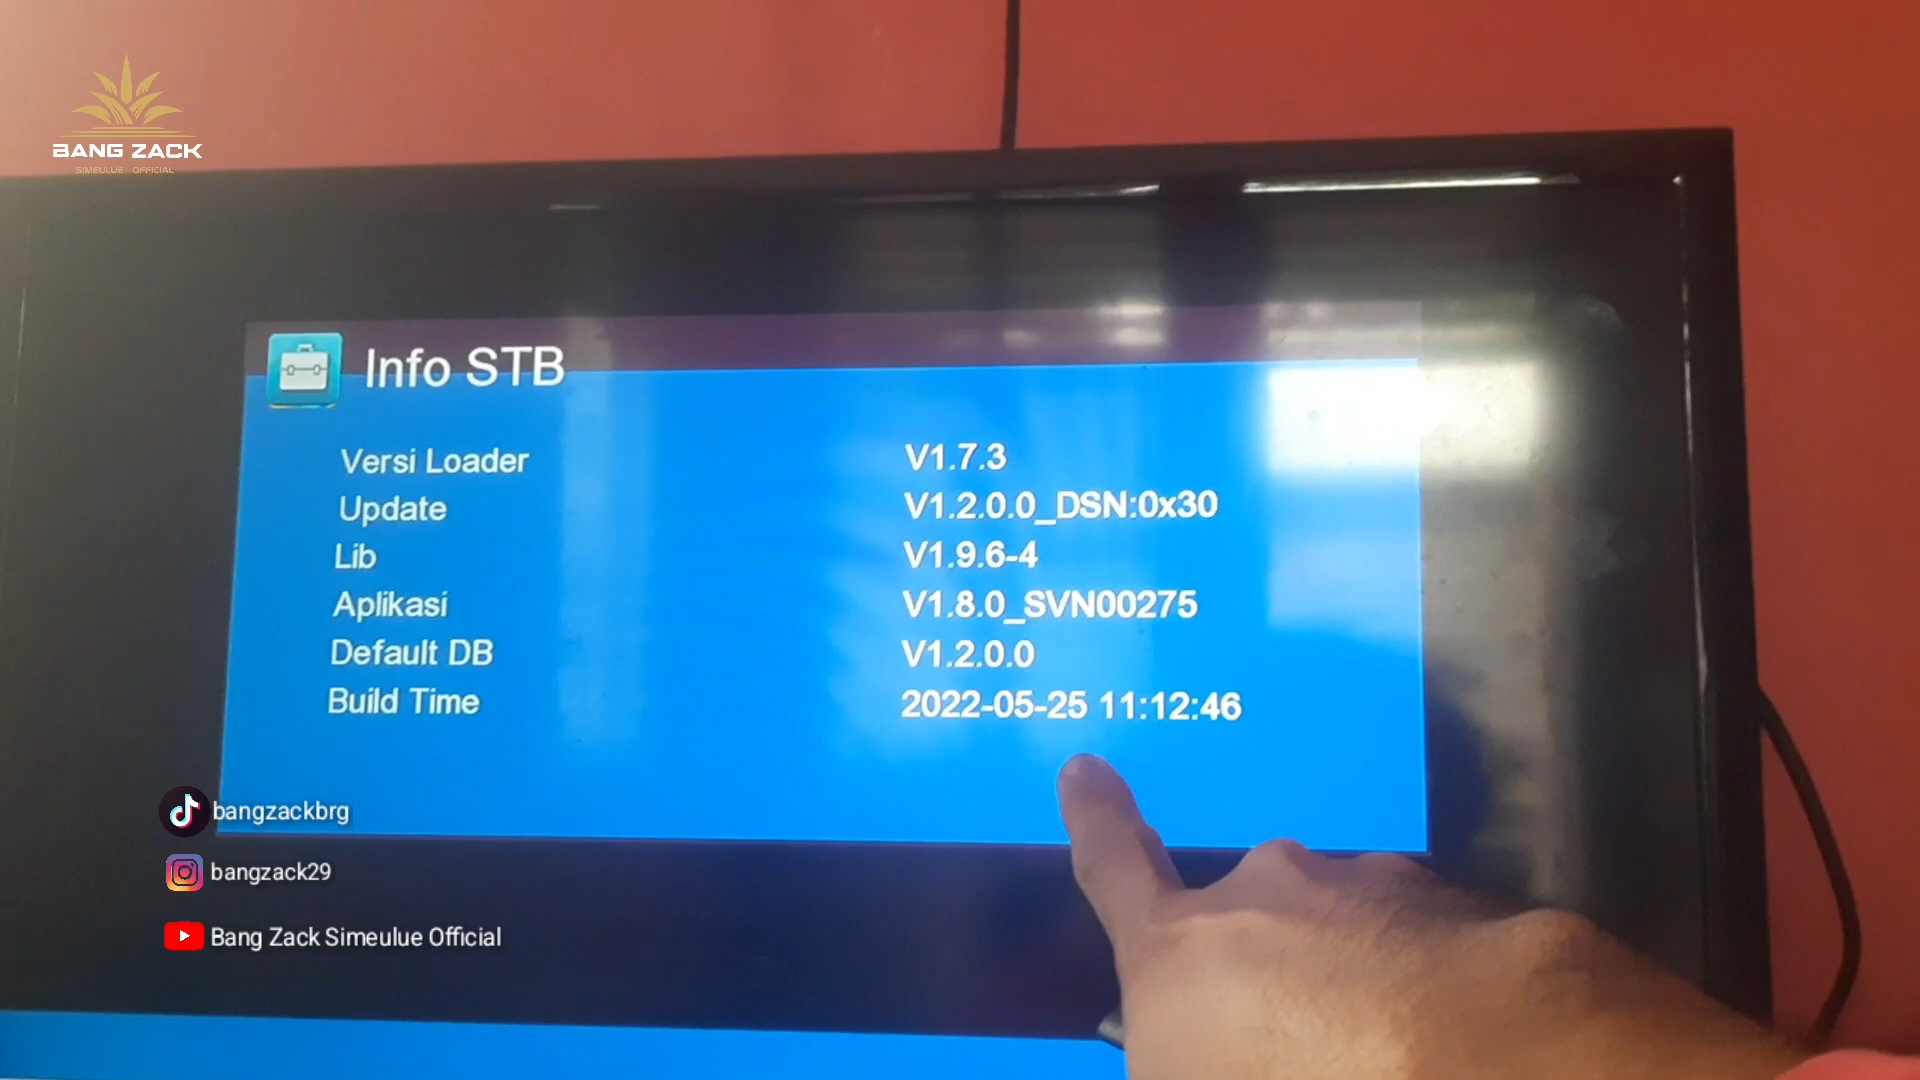 BANG ZACK
SIMEULUE OFFICIAL
Info STB
Versi Loader V1.7.3
Update V1.2.0.0_DSN:0x30
Lib V1.9.6-4
Aplikasi V1.8.0_SVN00275
Default DB V1.2.0.0
Build Time 2022-05-25 11:12:46
bangzackbrg
bangzack29
Bang Zack Simeulue Official